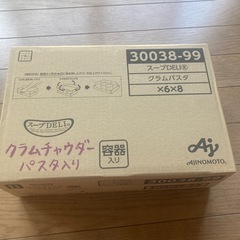 30038-99
スープDELI®
クラムパスタ
×6×8
スープDELI®
クラムチャウダー
パスタ入り
容器
入り
Aj
AJINOMOTO